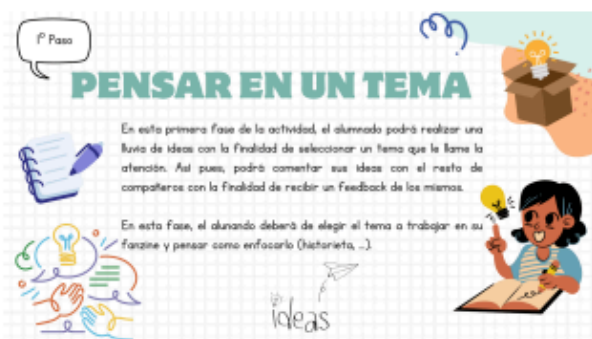 1º Paso
PENSAR EN UN TEMA
En esta primera fase de la actividad, el alumnado podrá realizar una
lluvia de ideas con la finalidad de seleccionar un tema que le llame la
atención. Así pues, podrá comentar sus ideas con el resto de
compañeros con la finalidad de recibir un feedback de los mismos.
En esta fase, el alunando deberá de elegir el tema a trabajar en su
fanzine y pensar como enfocarlo (historieta, ...).
ideas